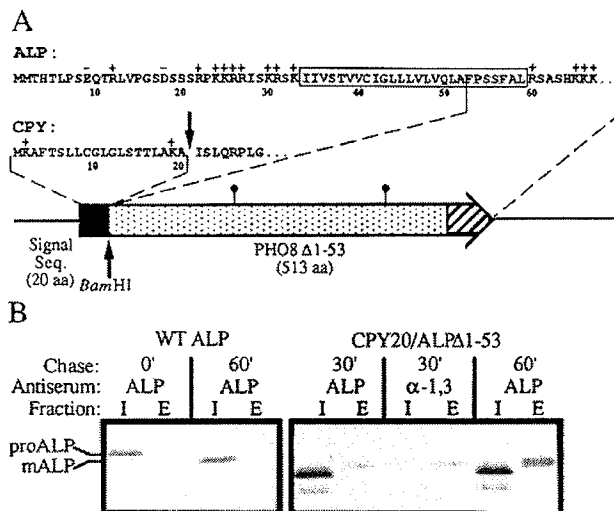 A
ALP:
- + - + ++++ ++ + + +++
MMTHTLPSEQTRLVPGSDSSSRPKKRRISKRSKIIVSTVVCIGLLLVLVQLAFPSSFALRSASHKKK...
10 20 30 40 50 60
CPY:
+ +
MKAFTSLLCGLGLSTTLAKA ISLQRPLG...
10 20
Signal Seq. (20 aa)
BamHI
PHO8 Δ1-53
(513 aa)
B
WT ALP CPY20/ALPΔ1-53
Chase: 0' 60' 30' 30' 60'
Antiserum: ALP ALP ALP α-1,3 ALP
Fraction: I E I E I E I E I E
proALP
mALP